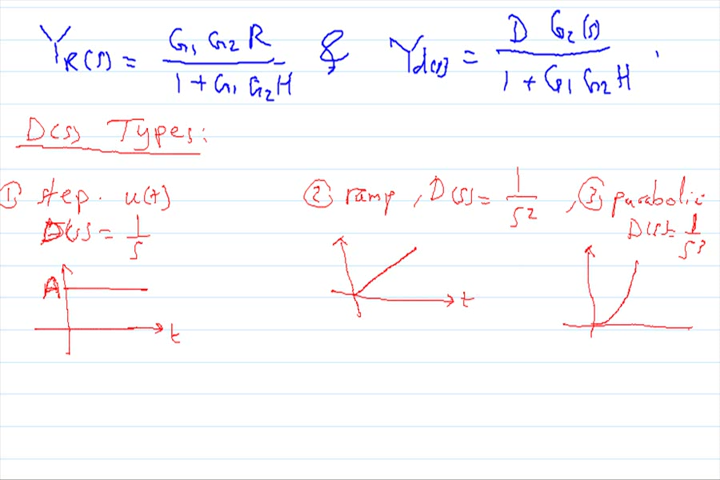 Y_R(s) = G₁ G₂ R / 1 + G₁ G₂ H & Y_d(s) = D G₂(s) / 1 + G₁ G₂ H .
D(s) Types:
① step. u(t) ② ramp, D(s) = 1/s² , ③ parabolic
D(s) = 1/s D(s) = 1/s³
A
t t